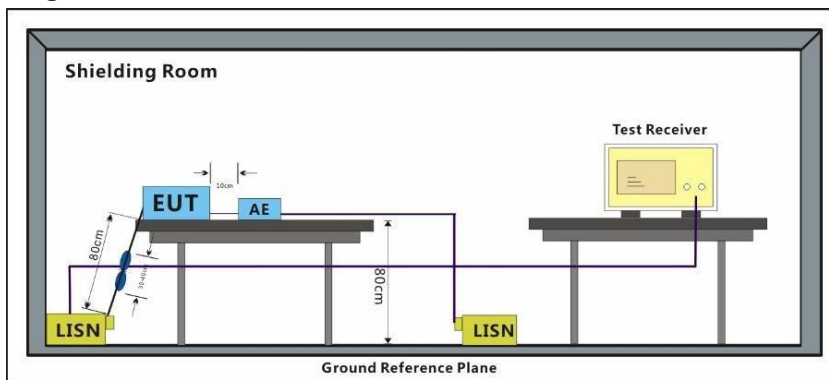 Shielding Room
Test Receiver
10cm
EUT
AE
80cm
80cm
LISN
LISN
Ground Reference Plane